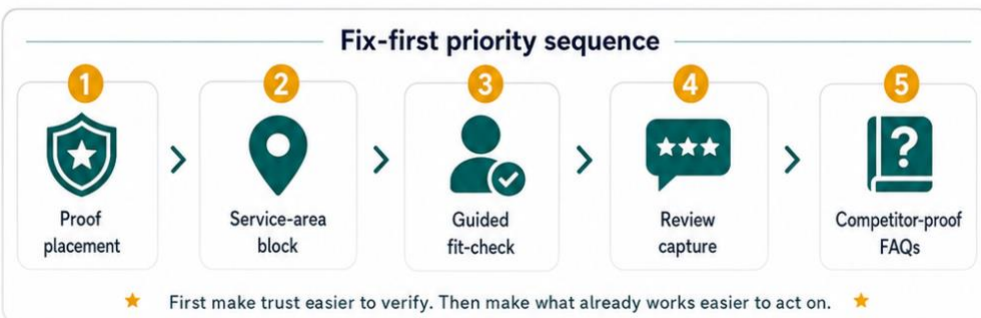 Fix-first priority sequence
1
2
3
4
5
Proof
placement
Service-area
block
Guided
fit-check
Review
capture
Competitor-proof
FAQs
First make trust easier to verify. Then make what already works easier to act on.